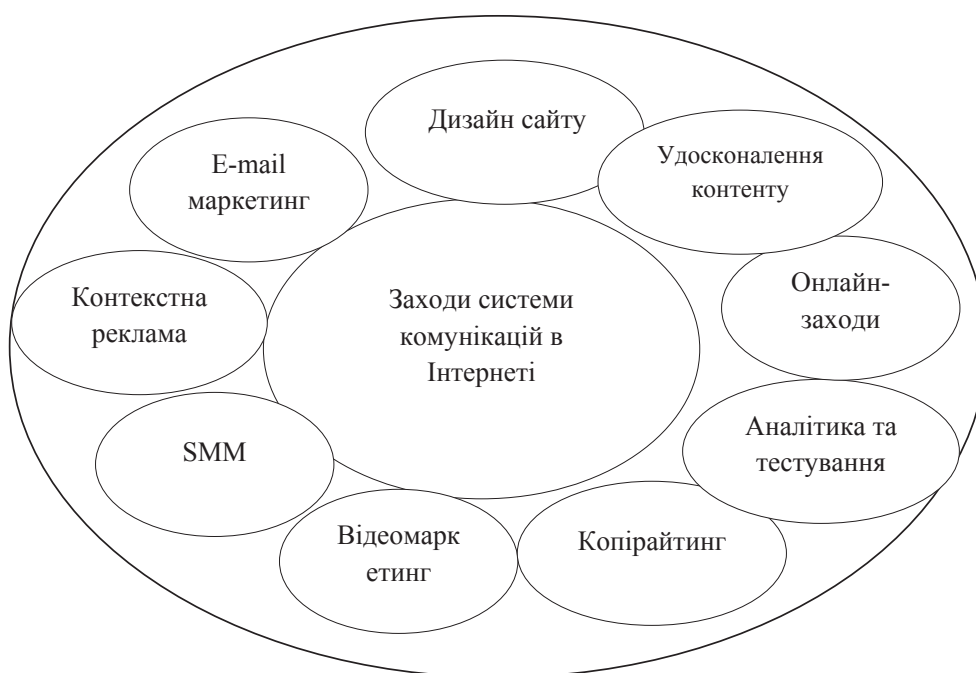 Дизайн сайту
Удосконалення
контенту
E-mail
маркетинг
Онлайн-
заходи
Контекстна
реклама
Заходи системи
комунікацій в
Інтернеті
Аналітика та
тестування
SMM
Відеомарк
етинг
Копірайтинг